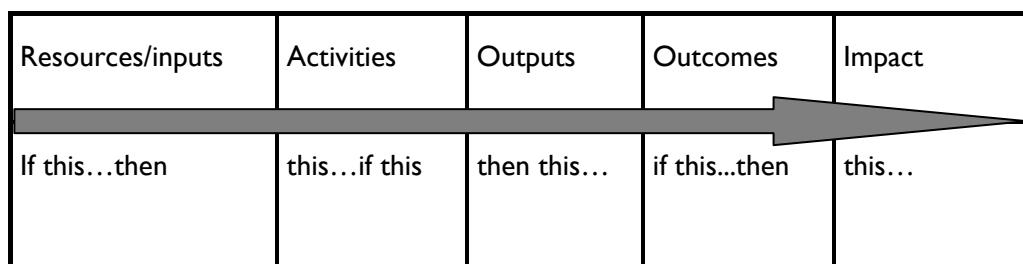 Resources/inputs Activities Outputs Outcomes Impact
If this…then this…if this then this… if this...then this…